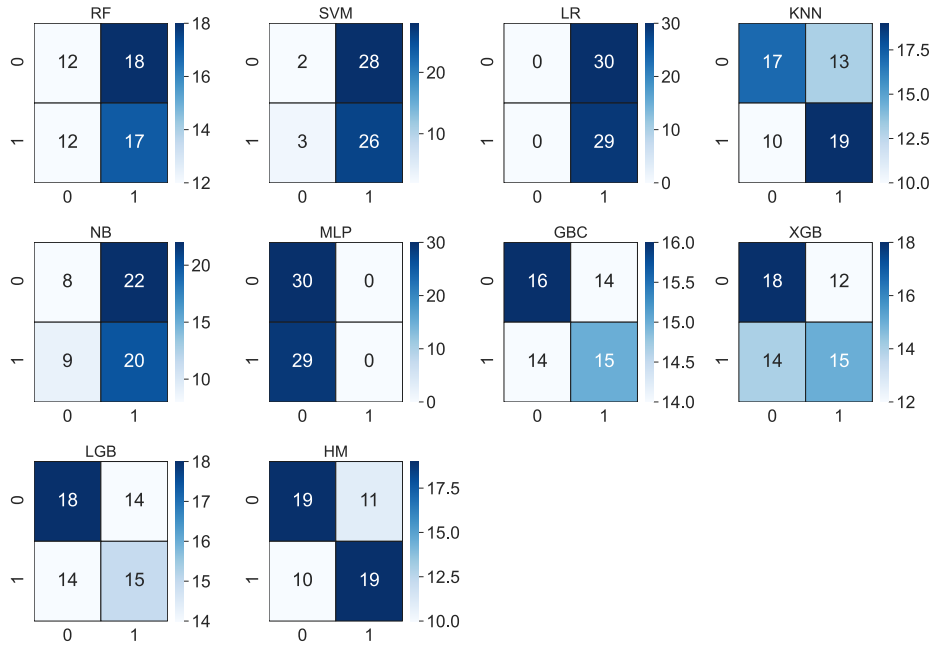 RF SVM LR KNN
0 12 18 18 0 2 28 20 0 0 30 30 0 17 13 17.5
16 20 15.0
1 12 17 14 1 3 26 10 1 0 29 10 1 10 19 12.5
12 0 10.0
0 1 0 1 0 1 0 1
NB MLP GBC XGB
0 8 22 20 0 30 0 30 0 16 14 16.0 0 18 12 18
15 20 15.5 16
15.0
1 9 20 10 1 29 0 10 1 14 15 14.5 1 14 15 14
0 14.0 12
0 1 0 1 0 1 0 1
LGB HM
0 18 14 18 0 19 11 17.5
17 15.0
16
1 14 15 15 1 10 19 12.5
14 10.0
0 1 0 1